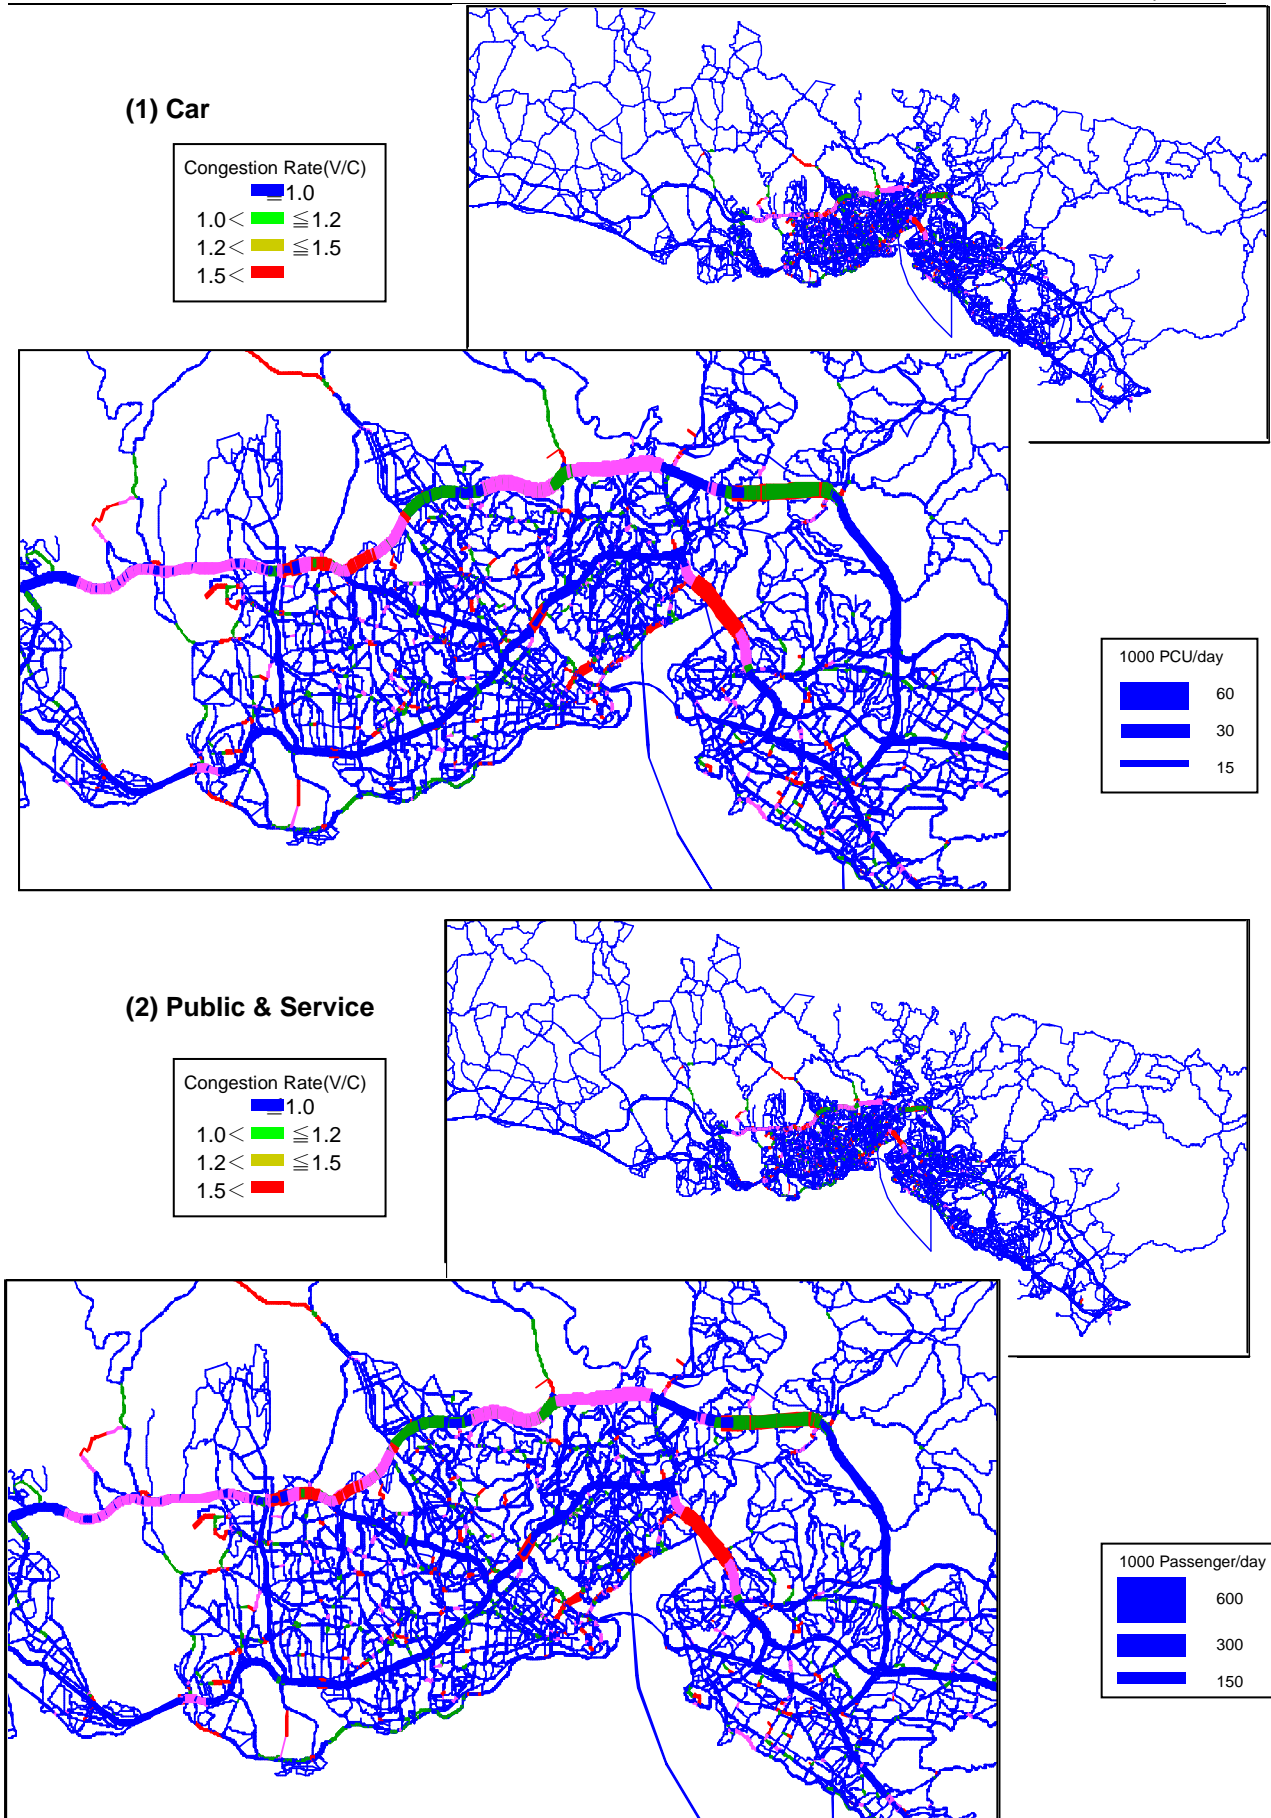 (1) Car
Congestion Rate(V/C)
≦1.0
1.0< ≦1.2
1.2< ≦1.5
1.5<
1000 PCU/day
60
30
15
(2) Public & Service
Congestion Rate(V/C)
≦1.0
1.0< ≦1.2
1.2< ≦1.5
1.5<
1000 Passenger/day
600
300
150